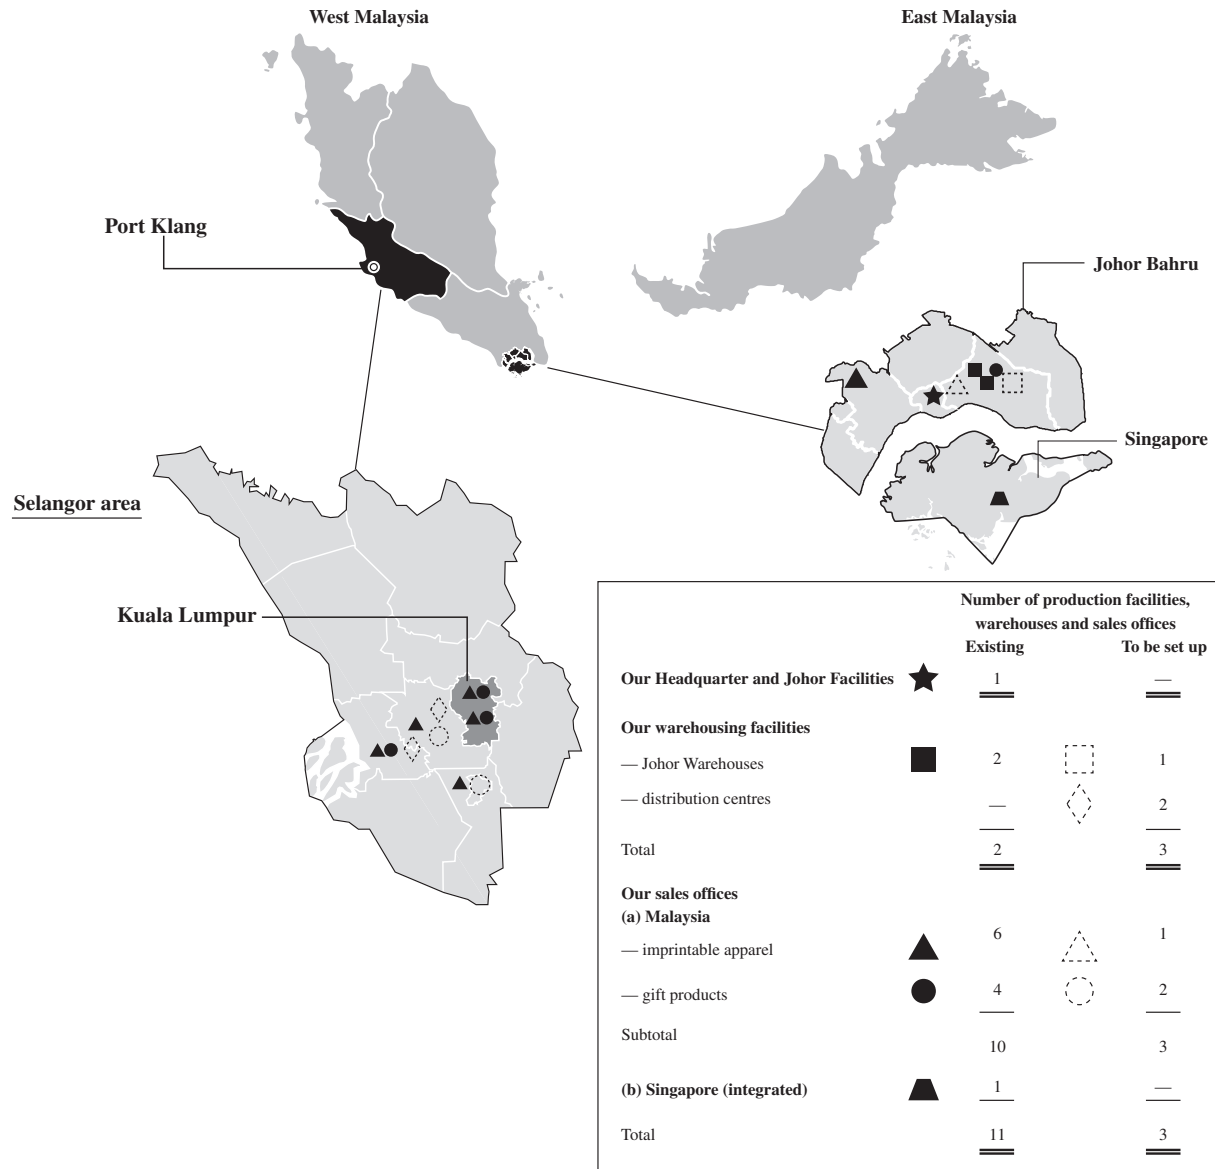 West Malaysia
East Malaysia
Port Klang
Johor Bahru
Singapore
Selangor area
Kuala Lumpur
Number of production facilities,
warehouses and sales offices
Existing To be set up
Our Headquarter and Johor Facilities 1 —
Our warehousing facilities
— Johor Warehouses 2 1
— distribution centres — 2
Total 2 3
Our sales offices
(a) Malaysia
— imprintable apparel 6 1
— gift products 4 2
Subtotal 10 3
(b) Singapore (integrated) 1 —
Total 11 3